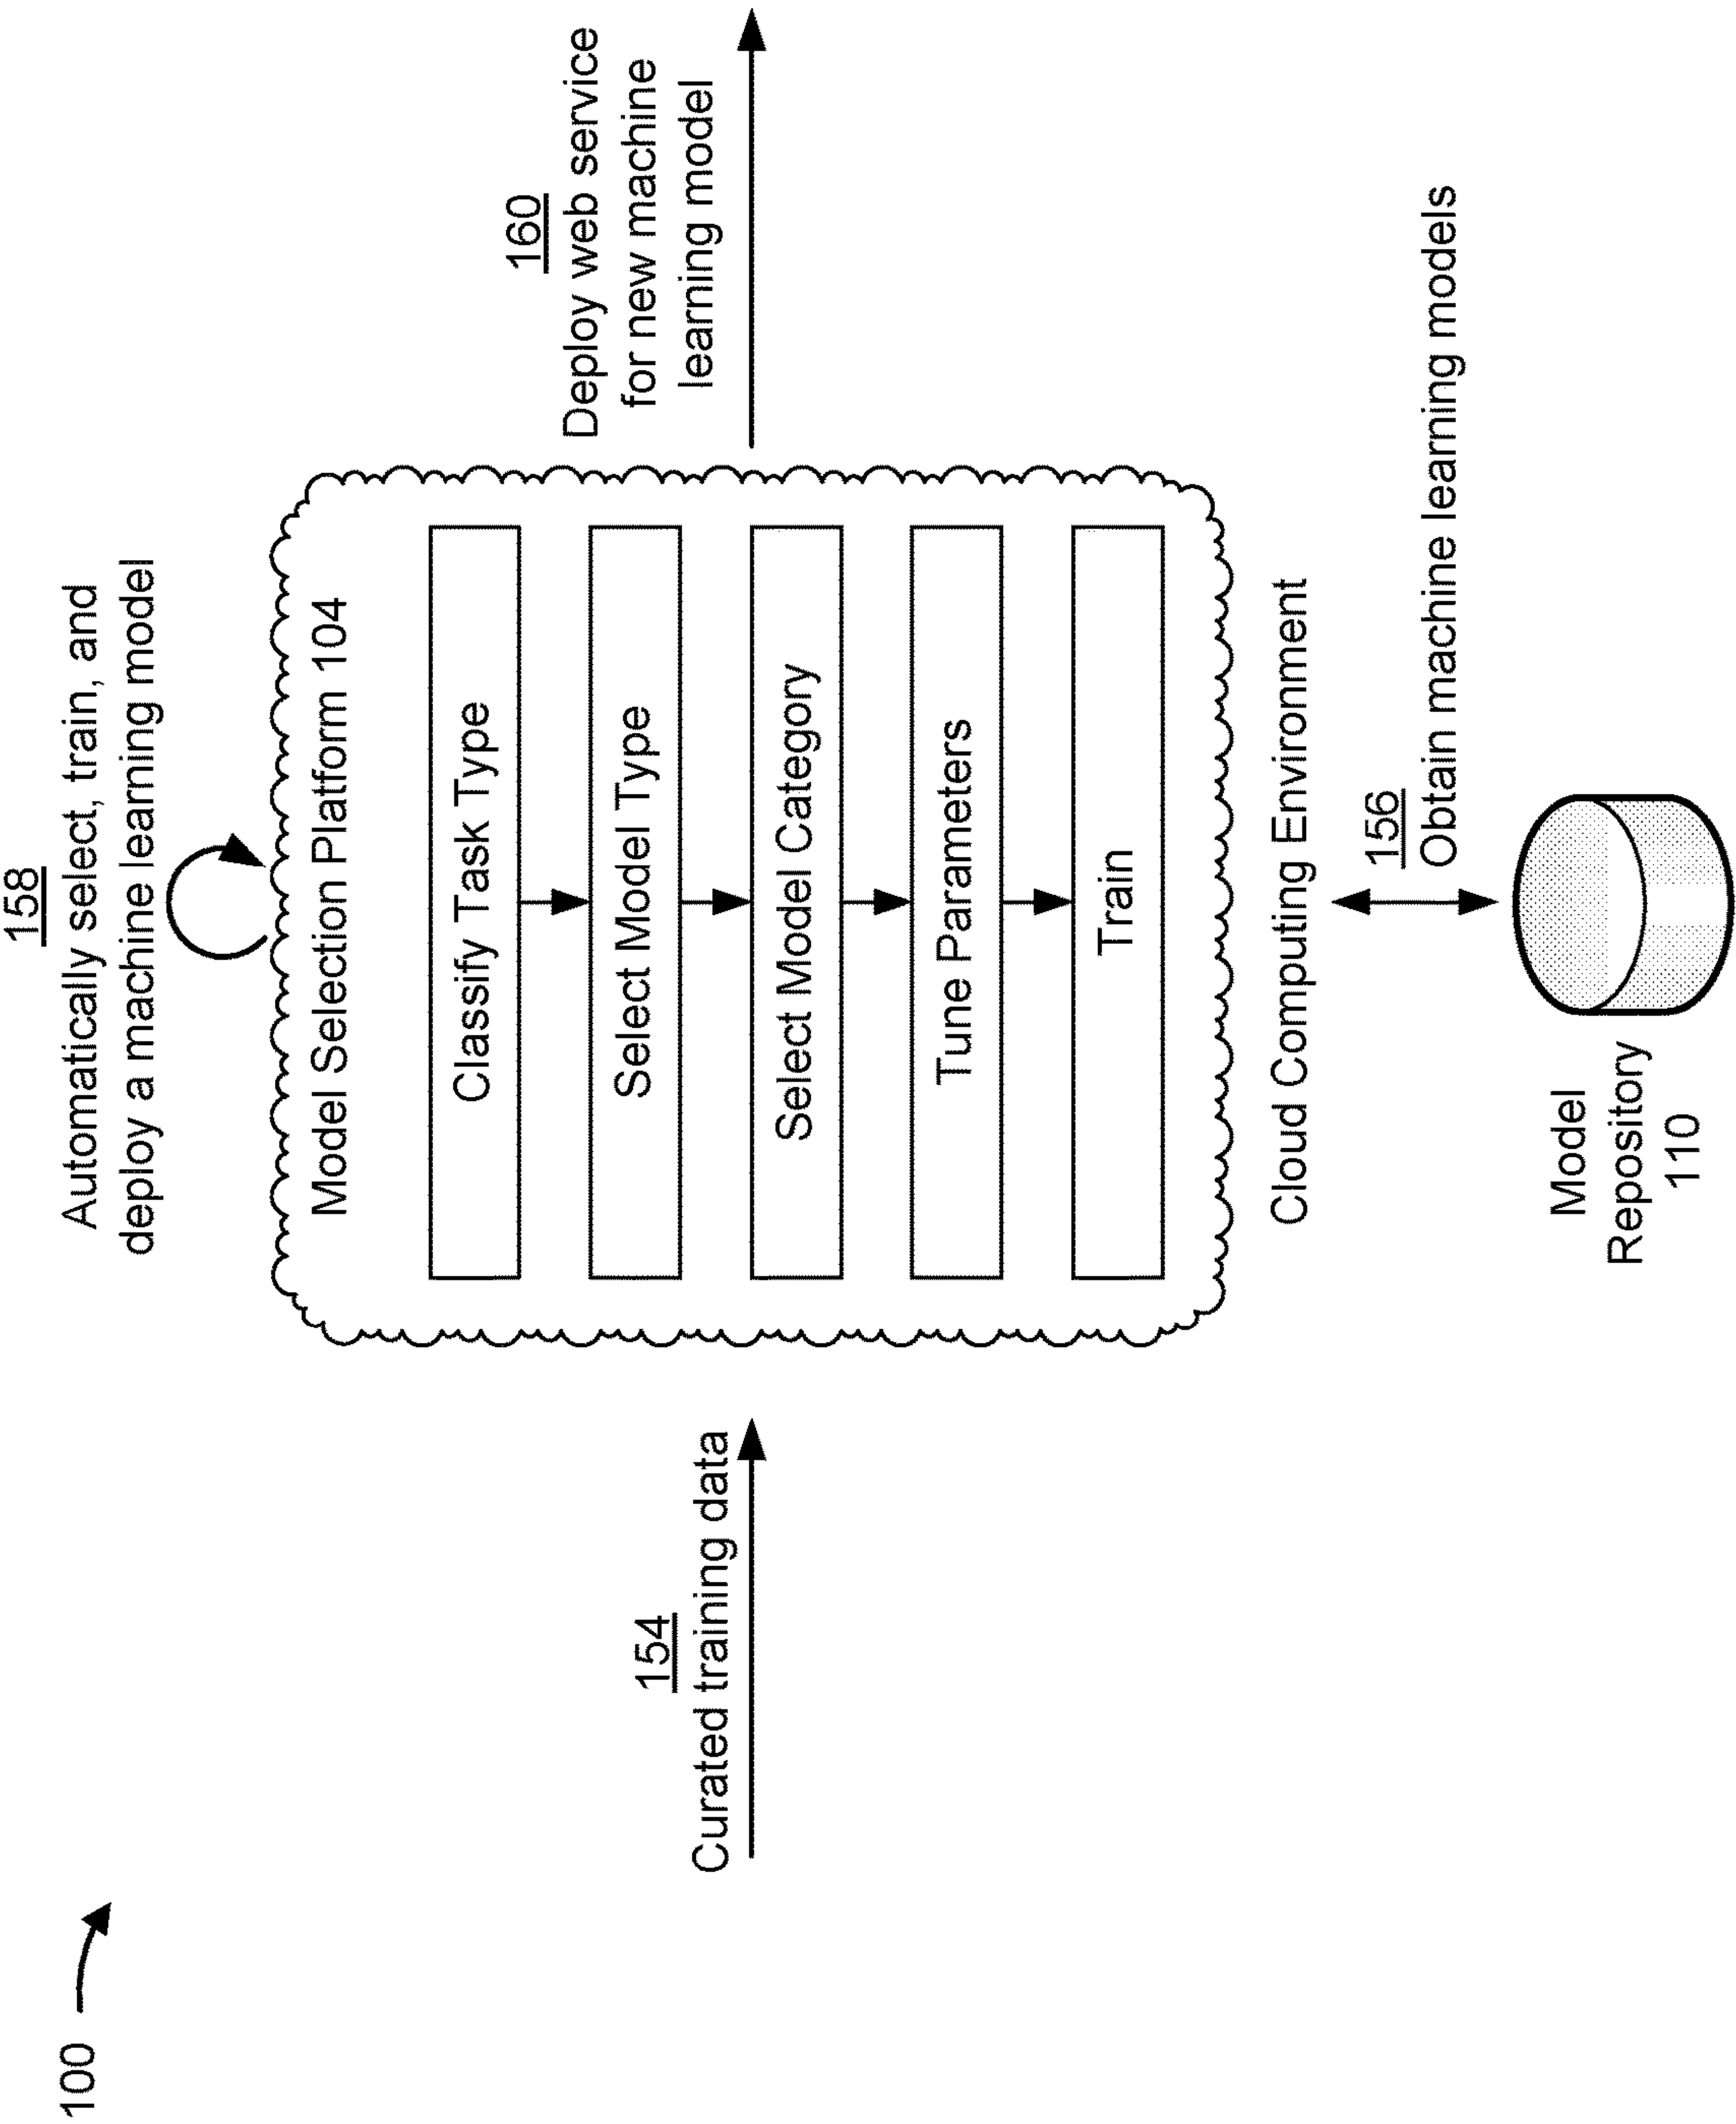 100
158
Automatically select, train, and
deploy a machine learning model
Model Selection Platform 104
Classify Task Type
Select Model Type
Select Model Category
Tune Parameters
Train
Cloud Computing Environment
154
Curated training data
160
Deploy web service
for new machine
learning model
156
Obtain machine learning models
Model
Repository
110